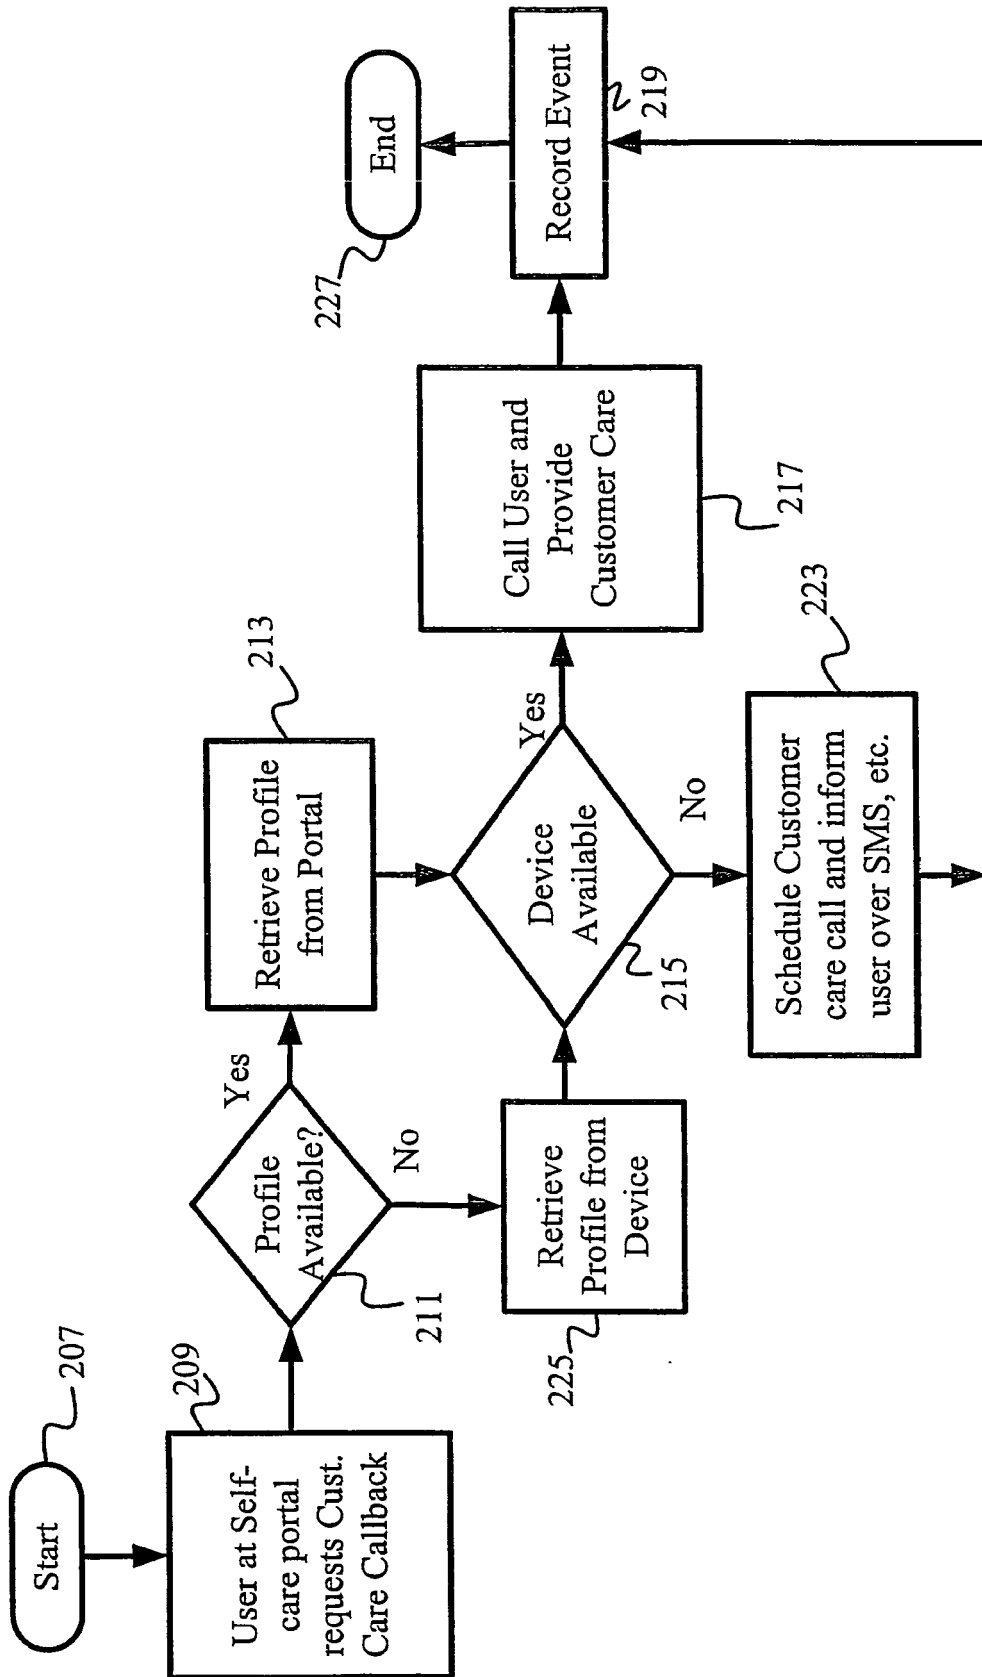 Start
207
User at Self-
care portal
requests Cust.
Care Callback
209
Profile
Available?
211
Yes
No
Retrieve Profile
from Portal
213
Retrieve
Profile from
Device
225
Device
Available
215
Yes
No
Call User and
Provide
Customer Care
217
Schedule Customer
care call and inform
user over SMS, etc.
223
Record Event
219
End
227